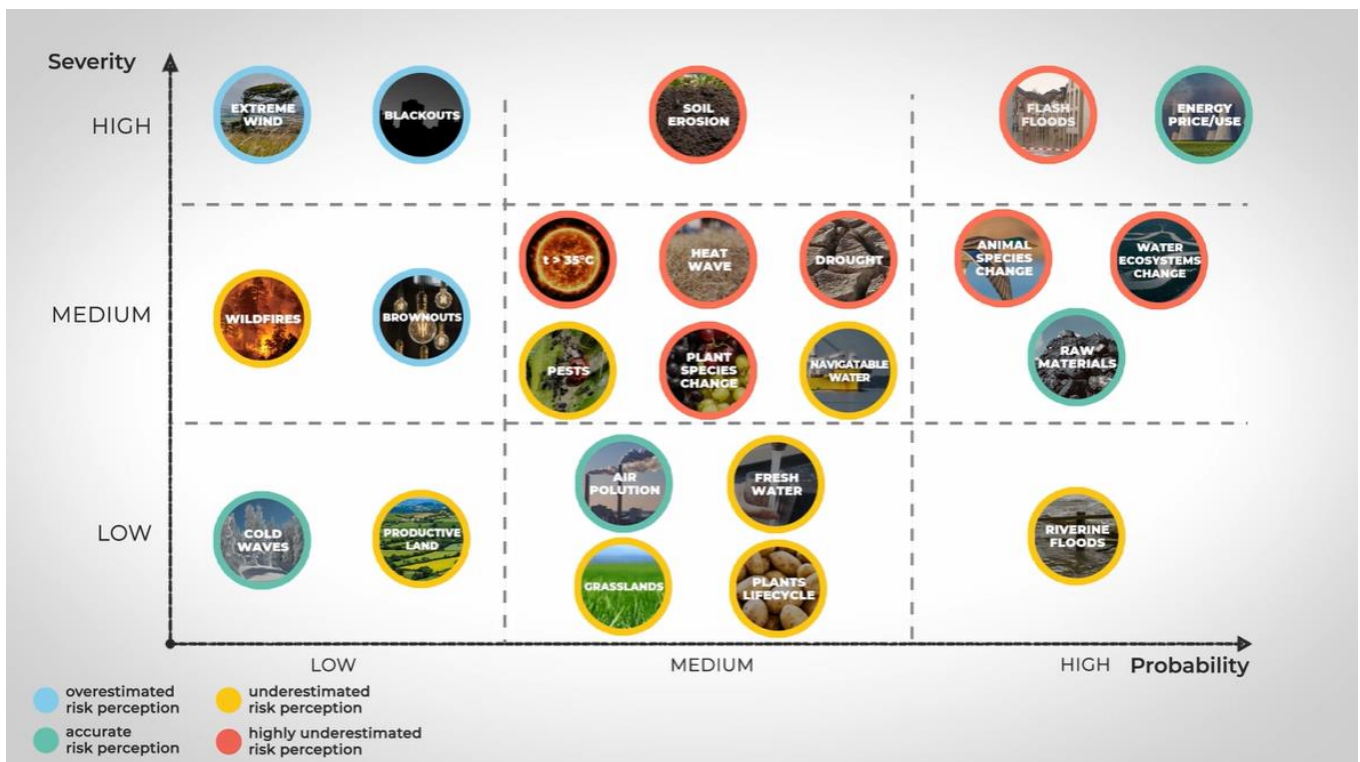 Severity
HIGH
EXTREME
WIND
BLACKOUTS
SOIL
EROSION
FLASH
FLOODS
ENERGY
PRICE/USE
MEDIUM
WILDFIRES
BROWNOUTS
t > 35°C
HEAT
WAVE
DROUGHT
PESTS
PLANT
SPECIES
CHANGE
NAVIGATABLE
WATER
ANIMAL
SPECIES
CHANGE
WATER
ECOSYSTEMS
CHANGE
RAW
MATERIALS
LOW
COLD
WAVES
PRODUCTIVE
LAND
AIR
POLUTION
FRESH
WATER
GRASSLANDS
PLANTS
LIFECYCLE
RIVERINE
FLOODS
LOW
MEDIUM
HIGH
Probability
overestimated
risk perception
underestimated
risk perception
accurate
risk perception
highly underestimated
risk perception